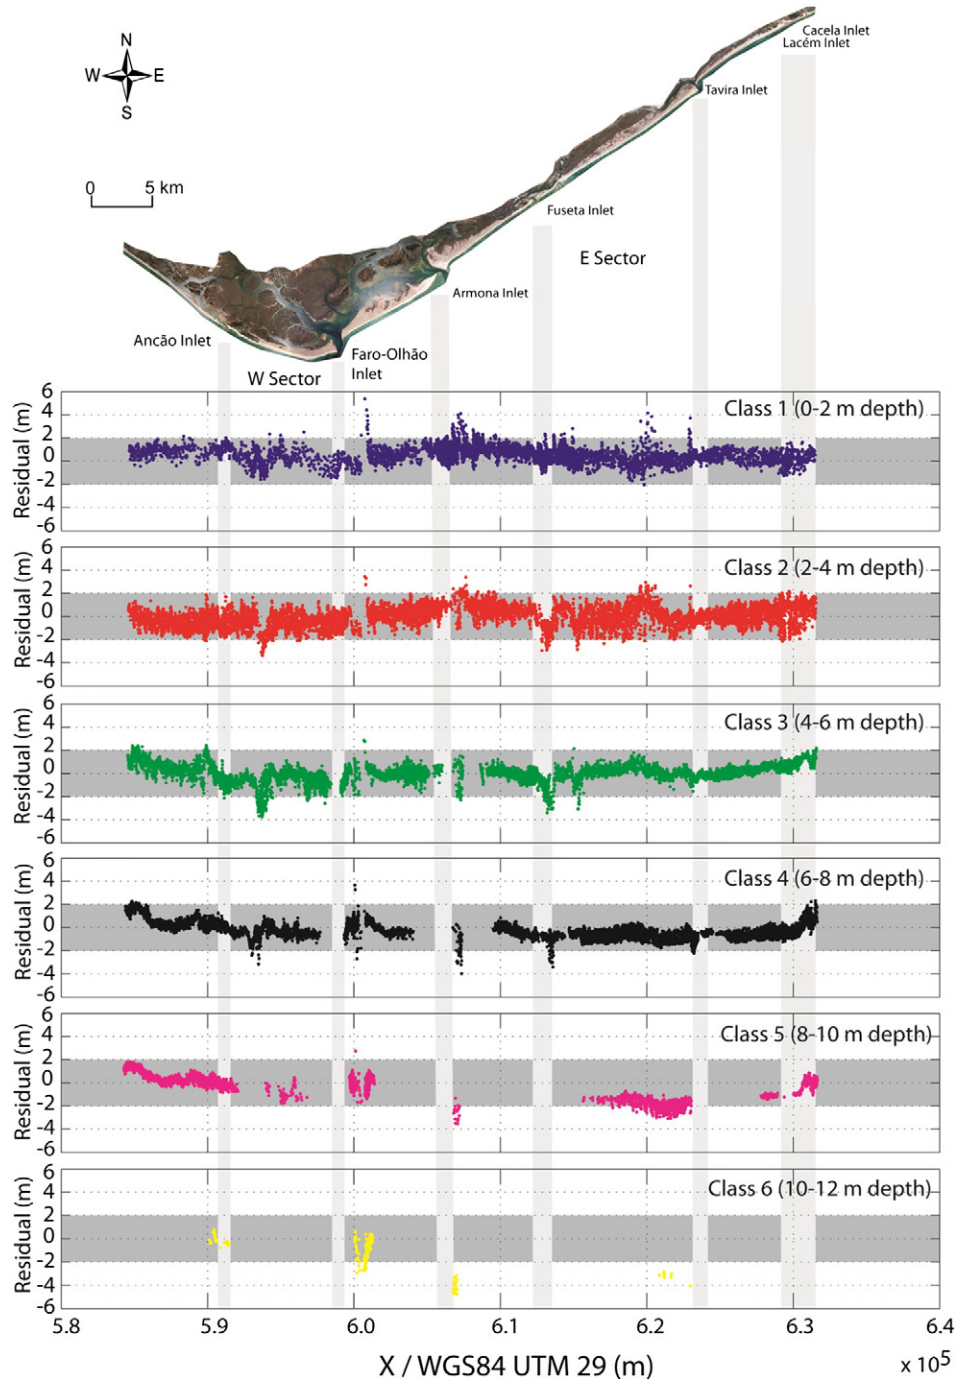 N
W E
S
0 5 km
Cacela Inlet
Lacém Inlet
Tavira Inlet
Fuseta Inlet
E Sector
Armona Inlet
Ancão Inlet
Faro-Olhão
Inlet
W Sector
Class 1 (0-2 m depth)
Residual (m)
6
4
2
0
-2
-4
-6
Class 2 (2-4 m depth)
Residual (m)
6
4
2
0
-2
-4
-6
Class 3 (4-6 m depth)
Residual (m)
6
4
2
0
-2
-4
-6
Class 4 (6-8 m depth)
Residual (m)
6
4
2
0
-2
-4
-6
Class 5 (8-10 m depth)
Residual (m)
6
4
2
0
-2
-4
-6
Class 6 (10-12 m depth)
Residual (m)
6
4
2
0
-2
-4
-6
5.8 5.9 6.0 6.1 6.2 6.3 6.4
X / WGS84 UTM 29 (m)
x 10⁵